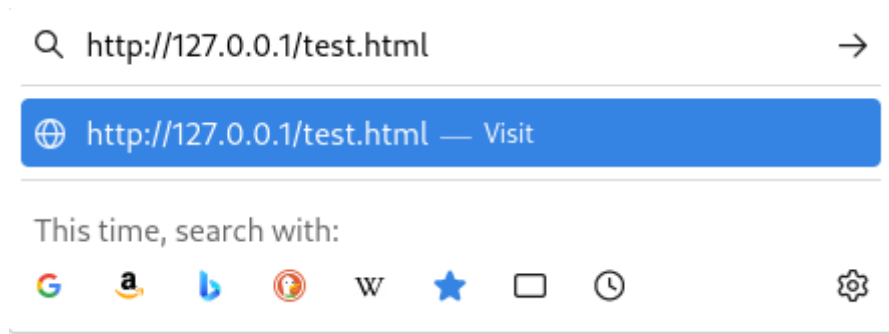 http://127.0.0.1/test.html
http://127.0.0.1/test.html — Visit
This time, search with: